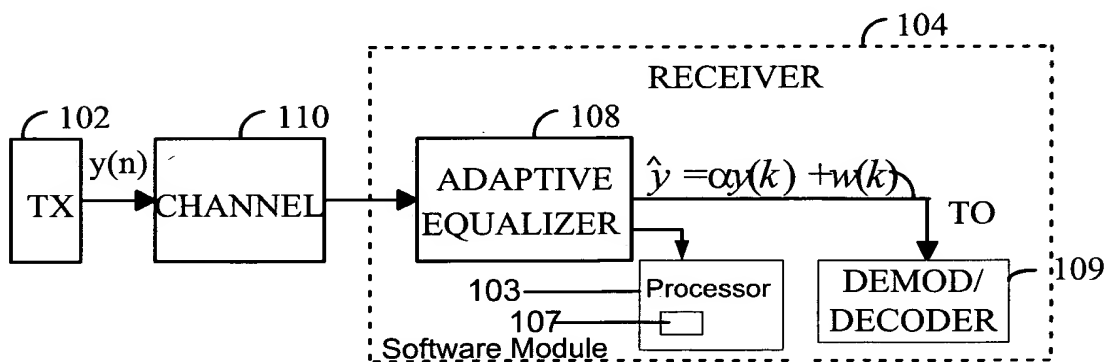 104
RECEIVER
102
110
108
y(n)
TX
CHANNEL
ADAPTIVE
EQUALIZER
ŷ =αy(k) +w(k)
TO
103
Processor
107
Software Module
DEMOD/
DECODER
109